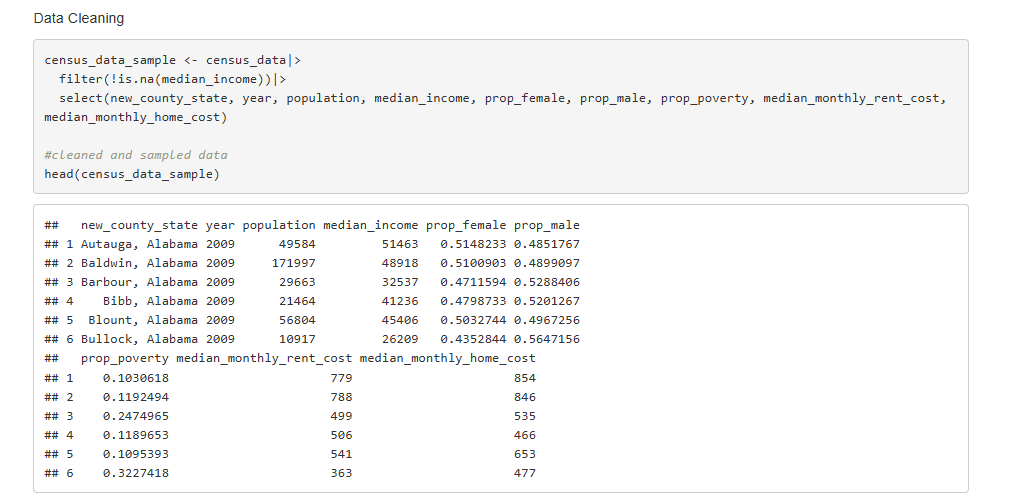 Data Cleaning
census_data_sample <- census_data|>
  filter(!is.na(median_income))|>
  select(new_county_state, year, population, median_income, prop_female, prop_male, prop_poverty, median_monthly_rent_cost,
median_monthly_home_cost)
#cleaned and sampled data
head(census_data_sample)
##   new_county_state year population median_income prop_female prop_male
## 1 Autauga, Alabama 2009      49584         51463   0.5148233 0.4851767
## 2 Baldwin, Alabama 2009     171997         48918   0.5100903 0.4899097
## 3 Barbour, Alabama 2009      29663         32537   0.4711594 0.5288406
## 4    Bibb, Alabama 2009      21464         41236   0.4798733 0.5201267
## 5  Blount, Alabama 2009      56804         45406   0.5032744 0.4967256
## 6 Bullock, Alabama 2009      10917         26209   0.4352844 0.5647156
##   prop_poverty median_monthly_rent_cost median_monthly_home_cost
## 1    0.1030618                      779                      854
## 2    0.1192494                      788                      846
## 3    0.2474965                      499                      535
## 4    0.1189653                      506                      466
## 5    0.1095393                      541                      653
## 6    0.3227418                      363                      477